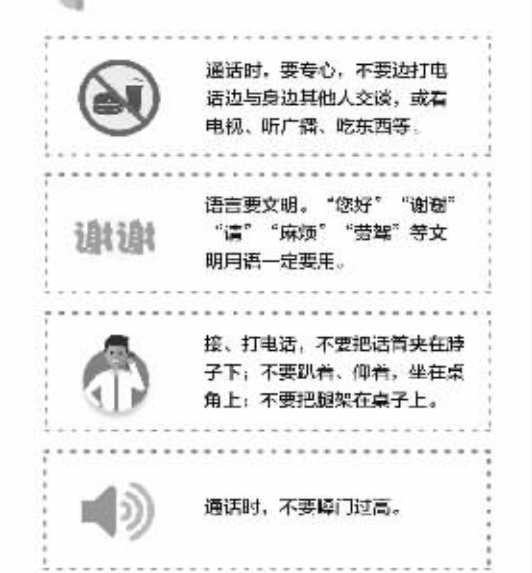 通话时，要专心，不要边打电
话边与身边其他人交谈，或看
电视、听广播、吃东西等。
谢谢
语言要文明。“您好”“谢谢”
“请”“麻烦”“劳驾”等文
明用语一定要用。
接、打电话，不要把话筒夹在脖
子下；不要趴着、仰着，坐在桌
角上；不要把腿架在桌子上。
通话时，不要嗓门过高。